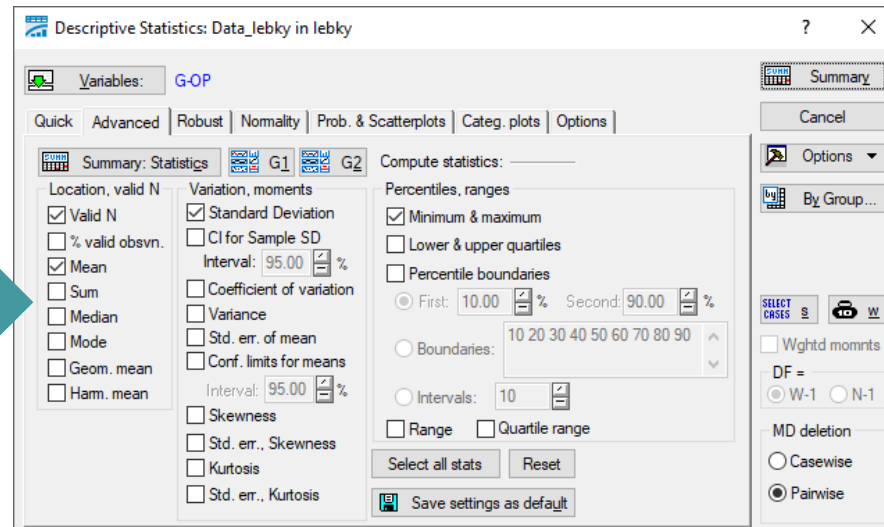 Descriptive Statistics: Data_lebky in lebky
?
Variables:
G-OP
Quick
Advanced
Robust
Normality
Prob. & Scatterplots
Categ. plots
Options
Summary: Statistics
G1
G2
Compute statistics:
Location, valid N
Valid N
% valid obsvn.
Mean
Sum
Median
Mode
Geom. mean
Harm. mean
Variation, moments
Standard Deviation
CI for Sample SD
Interval: 95.00 %
Coefficient of variation
Variance
Std. err. of mean
Conf. limits for means
Interval: 95.00 %
Skewness
Std. err., Skewness
Kurtosis
Std. err., Kurtosis
Percentiles, ranges
Minimum & maximum
Lower & upper quartiles
Percentile boundaries
First: 10.00 % Second: 90.00 %
Boundaries: 10 20 30 40 50 60 70 80 90
Intervals: 10
Range Quartile range
Select all stats
Reset
Save settings as default
SUMM Summary
Cancel
Options
By Group...
SELECT CASES S
W
Wghtd momnts
DF =
W-1 N-1
MD deletion
Casewise
Pairwise